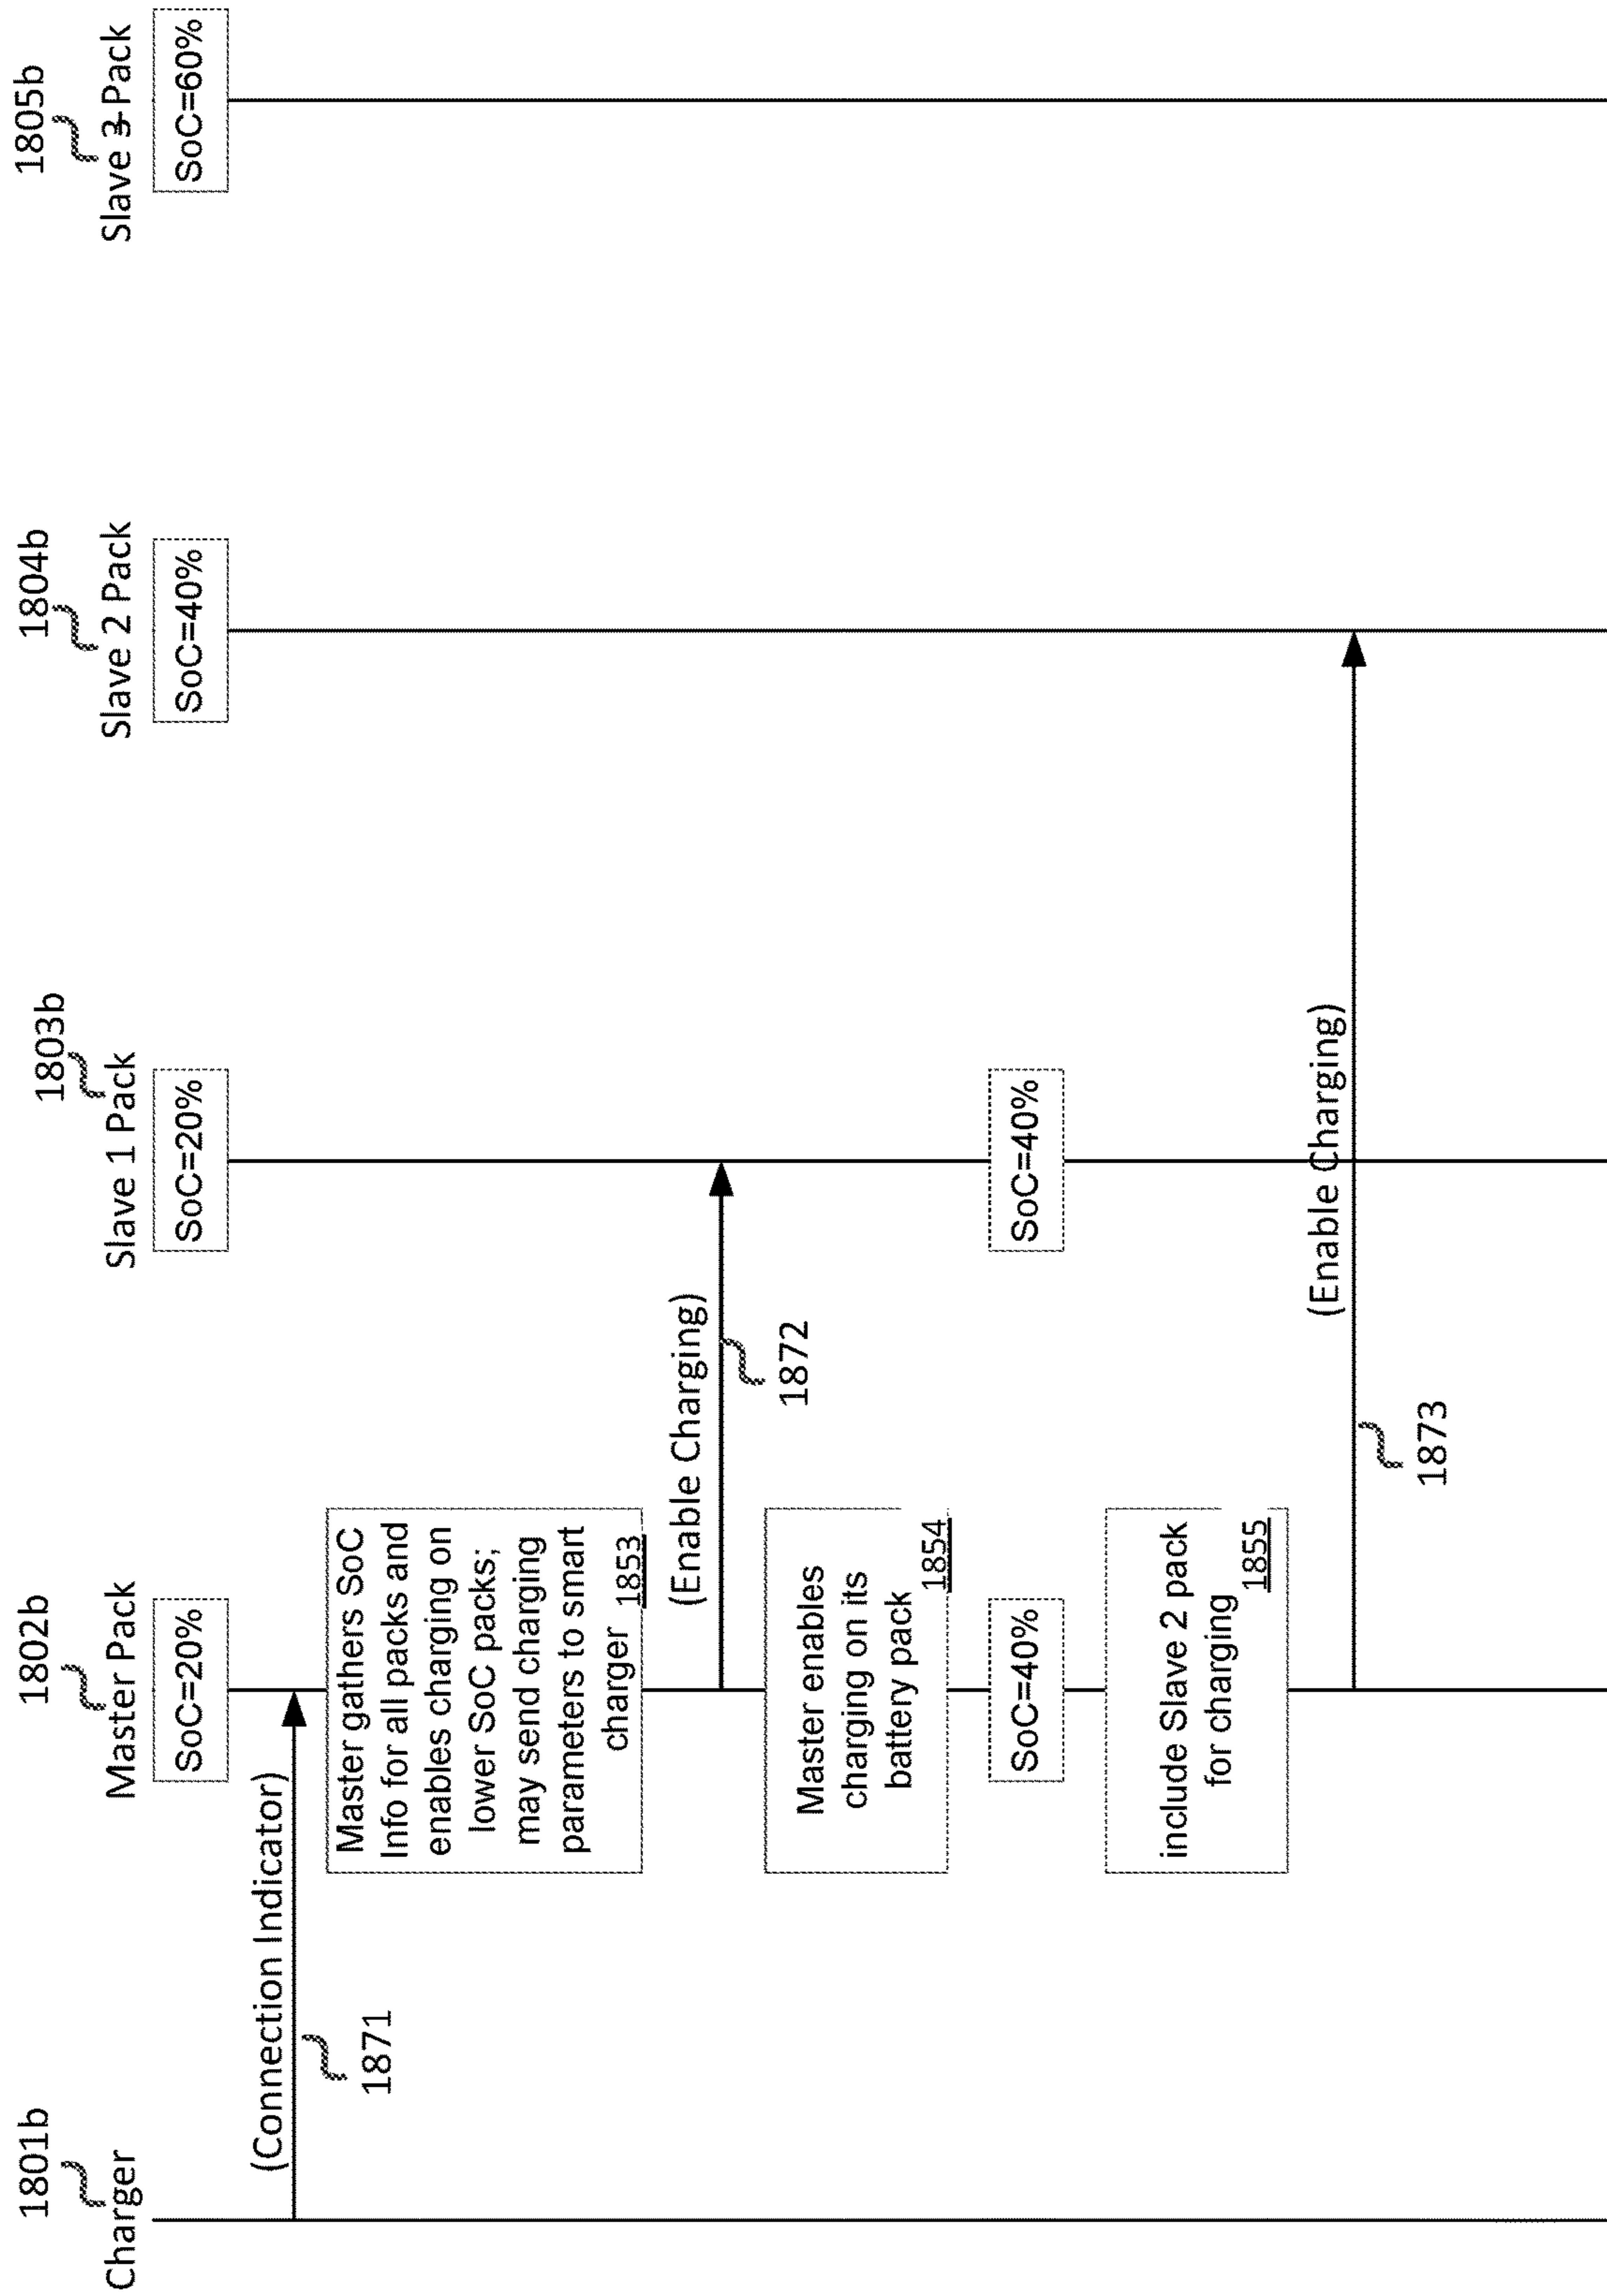 1801b
Charger
1802b
Master Pack
1803b
Slave 1 Pack
1804b
Slave 2 Pack
1805b
Slave 3 Pack
SoC=20%
SoC=20%
SoC=40%
SoC=60%
(Connection Indicator)
1871
Master gathers SoC
Info for all packs and
enables charging on
lower SoC packs;
may send charging
parameters to smart
charger 1853
(Enable Charging)
1872
Master enables
charging on its
battery pack
1854
SoC=40%
SoC=40%
include Slave 2 pack
for charging
1855
(Enable Charging)
1873